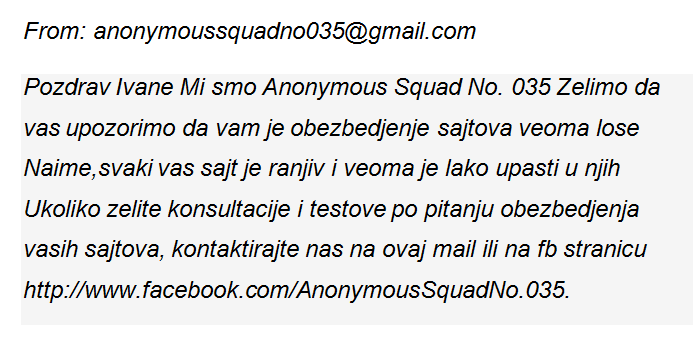 From: anonymoussquadno035@gmail.com
Pozdrav Ivane Mi smo Anonymous Squad No. 035 Zelimo da
vas upozorimo da vam je obezbedjenje sajtova veoma lose
Naime,svaki vas sajt je ranjiv i veoma je lako upasti u njih
Ukoliko zelite konsultacije i testove po pitanju obezbedjenja
vasih sajtova, kontaktirajte nas na ovaj mail ili na fb stranicu
http://www.facebook.com/AnonymousSquadNo.035.